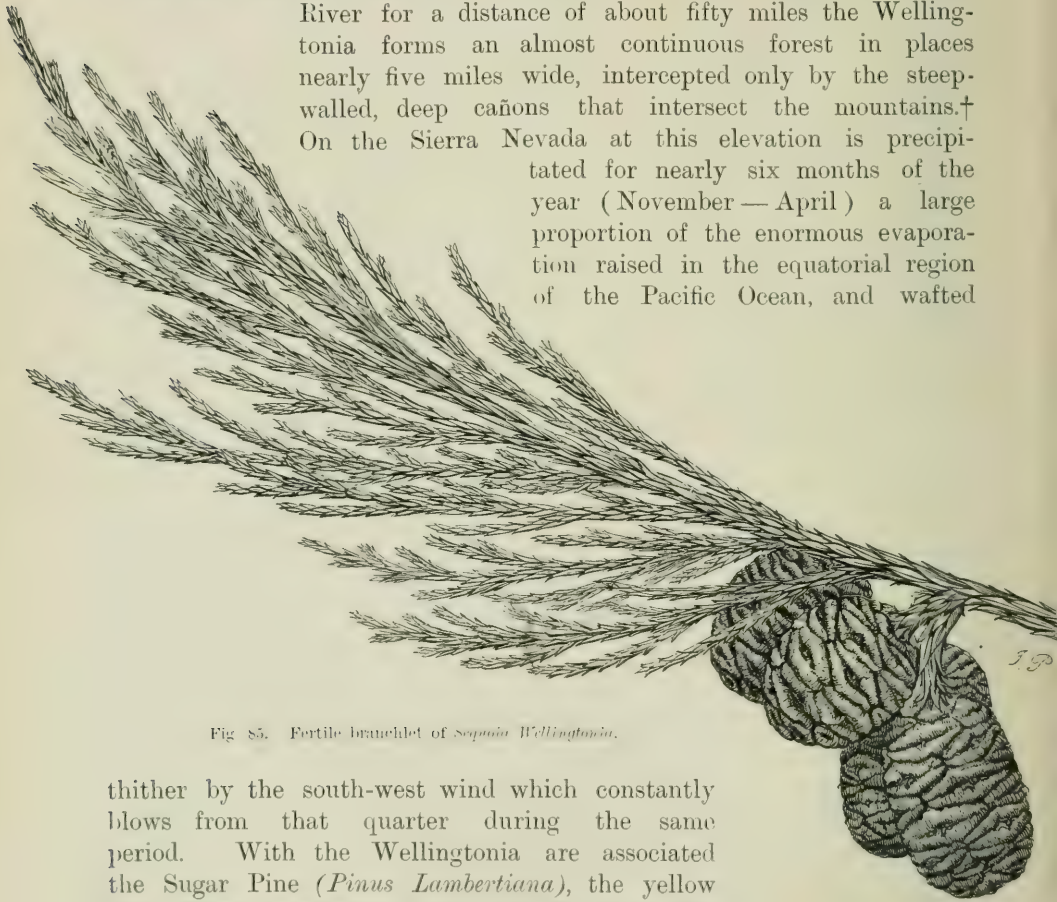 River for a distance of about fifty miles the Welling-
tonia forms an almost continuous forest in places
nearly five miles wide, intercepted only by the steep-
walled, deep cañons that intersect the mountains.†
On the Sierra Nevada at this elevation is precipi-
tated for nearly six months of the
year (November — April) a large
proportion of the enormous evapora-
tion raised in the equatorial region
of the Pacific Ocean, and wafted
Fig 85. Fertile branchlet of Sequoia Wellingtonia.
thither by the south-west wind which constantly
blows from that quarter during the same
period. With the Wellingtonia are associated
the Sugar Pine (Pinus Lambertiana), the yellow